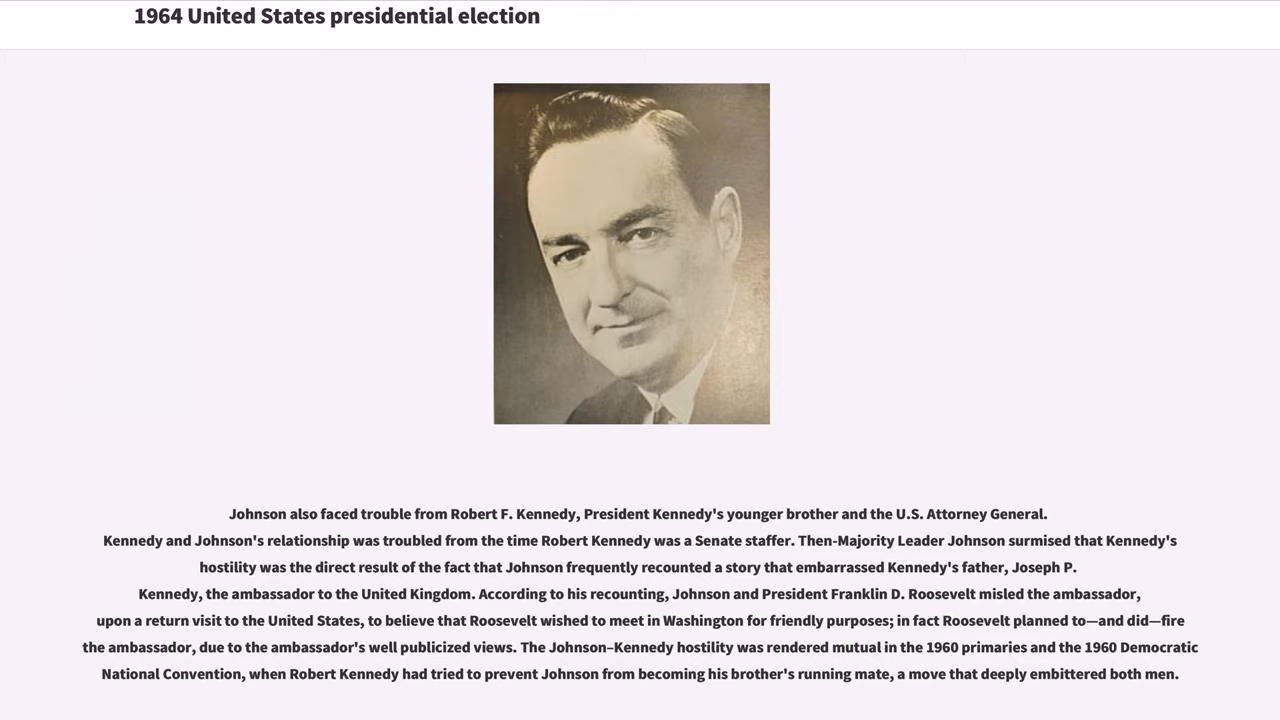 1964 United States presidential election
Johnson also faced trouble from Robert F. Kennedy, President Kennedy's younger brother and the U.S. Attorney General.
Kennedy and Johnson's relationship was troubled from the time Robert Kennedy was a Senate staffer. Then-Majority Leader Johnson surmised that Kennedy's
hostility was the direct result of the fact that Johnson frequently recounted a story that embarrassed Kennedy's father, Joseph P.
Kennedy, the ambassador to the United Kingdom. According to his recounting, Johnson and President Franklin D. Roosevelt misled the ambassador,
upon a return visit to the United States, to believe that Roosevelt wished to meet in Washington for friendly purposes; in fact Roosevelt planned to—and did—fire
the ambassador, due to the ambassador's well publicized views. The Johnson–Kennedy hostility was rendered mutual in the 1960 primaries and the 1960 Democratic
National Convention, when Robert Kennedy had tried to prevent Johnson from becoming his brother's running mate, a move that deeply embittered both men.